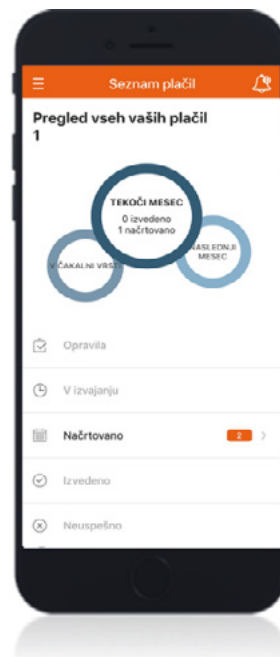 Seznam plačil
Pregled vseh vaših plačil
1
TEKOČI MESEC
0 izvedeno
1 načrtovano
V ČAKALNI VRSTI
NASLEDNJI
MESEC
Opravila
V izvajanju
Načrtovano 2
Izvedeno
Neuspešno